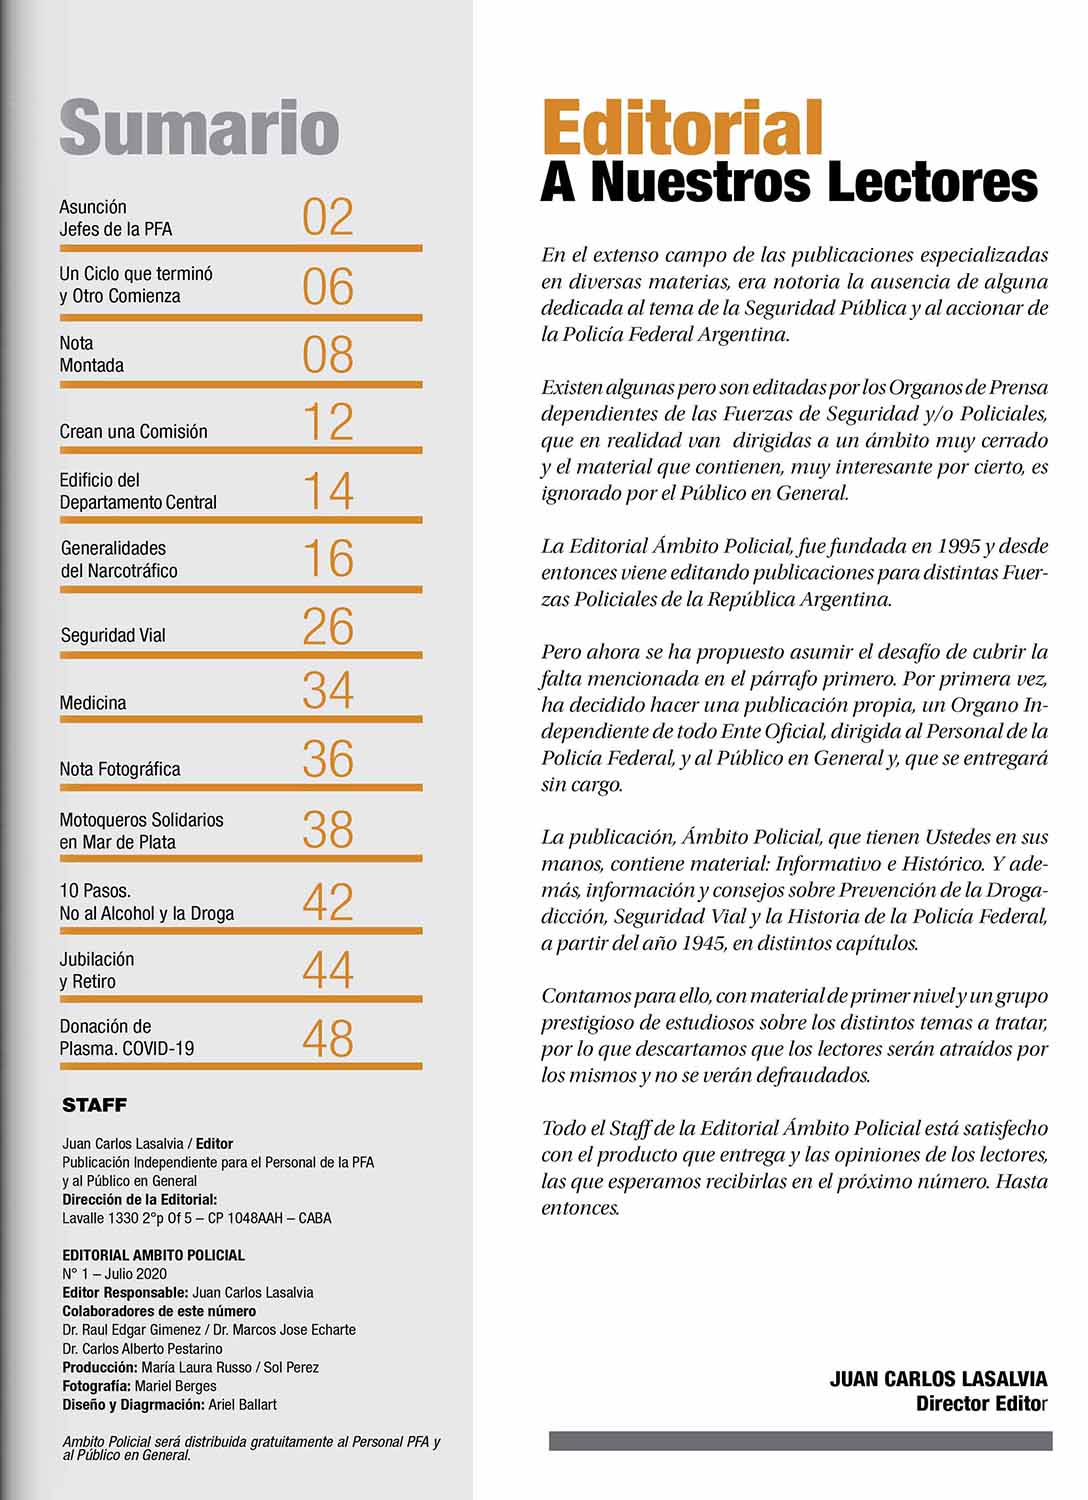 Sumario
Asunción
Jefes de la PFA
02
Un Ciclo que terminó
y Otro Comienza
06
Nota
Montada
08
Crean una Comisión
12
Edificio del
Departamento Central
14
Generalidades
del Narcotráfico
16
Seguridad Vial
26
Medicina
34
Nota Fotográfica
36
Motoqueros Solidarios
en Mar de Plata
38
10 Pasos.
No al Alcohol y la Droga
42
Jubilación
y Retiro
44
Donación de
Plasma. COVID-19
48
STAFF
Juan Carlos Lasalvia / Editor
Publicación Independiente para el Personal de la PFA
y al Público en General
Dirección de la Editorial:
Lavalle 1330 2°p Of 5 – CP 1048AAH – CABA
EDITORIAL AMBITO POLICIAL
N° 1 – Julio 2020
Editor Responsable: Juan Carlos Lasalvia
Colaboradores de este número
Dr. Raul Edgar Gimenez / Dr. Marcos Jose Echarte
Dr. Carlos Alberto Pestarino
Producción: María Laura Russo / Sol Perez
Fotografía: Mariel Berges
Diseño y Diagrmación: Ariel Ballart
Ambito Policial será distribuida gratuitamente al Personal PFA y
al Público en General.
Editorial
A Nuestros Lectores
En el extenso campo de las publicaciones especializadas
en diversas materias, era notoria la ausencia de alguna
dedicada al tema de la Seguridad Pública y al accionar de
la Policía Federal Argentina.
Existen algunas pero son editadas por los Organos de Prensa
dependientes de las Fuerzas de Seguridad y/o Policiales,
que en realidad van dirigidas a un ámbito muy cerrado
y el material que contienen, muy interesante por cierto, es
ignorado por el Público en General.
La Editorial Ámbito Policial, fue fundada en 1995 y desde
entonces viene editando publicaciones para distintas Fuer-
zas Policiales de la República Argentina.
Pero ahora se ha propuesto asumir el desafío de cubrir la
falta mencionada en el párrafo primero. Por primera vez,
ha decidido hacer una publicación propia, un Organo In-
dependiente de todo Ente Oficial, dirigida al Personal de la
Policía Federal, y al Público en General y, que se entregará
sin cargo.
La publicación, Ámbito Policial, que tienen Ustedes en sus
manos, contiene material: Informativo e Histórico. Y ade-
más, información y consejos sobre Prevención de la Droga-
dicción, Seguridad Vial y la Historia de la Policía Federal,
a partir del año 1945, en distintos capítulos.
Contamos para ello, con material de primer nivel y un grupo
prestigioso de estudiosos sobre los distintos temas a tratar,
por lo que descartamos que los lectores serán atraídos por
los mismos y no se verán defraudados.
Todo el Staff de la Editorial Ámbito Policial está satisfecho
con el producto que entrega y las opiniones de los lectores,
las que esperamos recibirlas en el próximo número. Hasta
entonces.
JUAN CARLOS LASALVIA
Director Editor